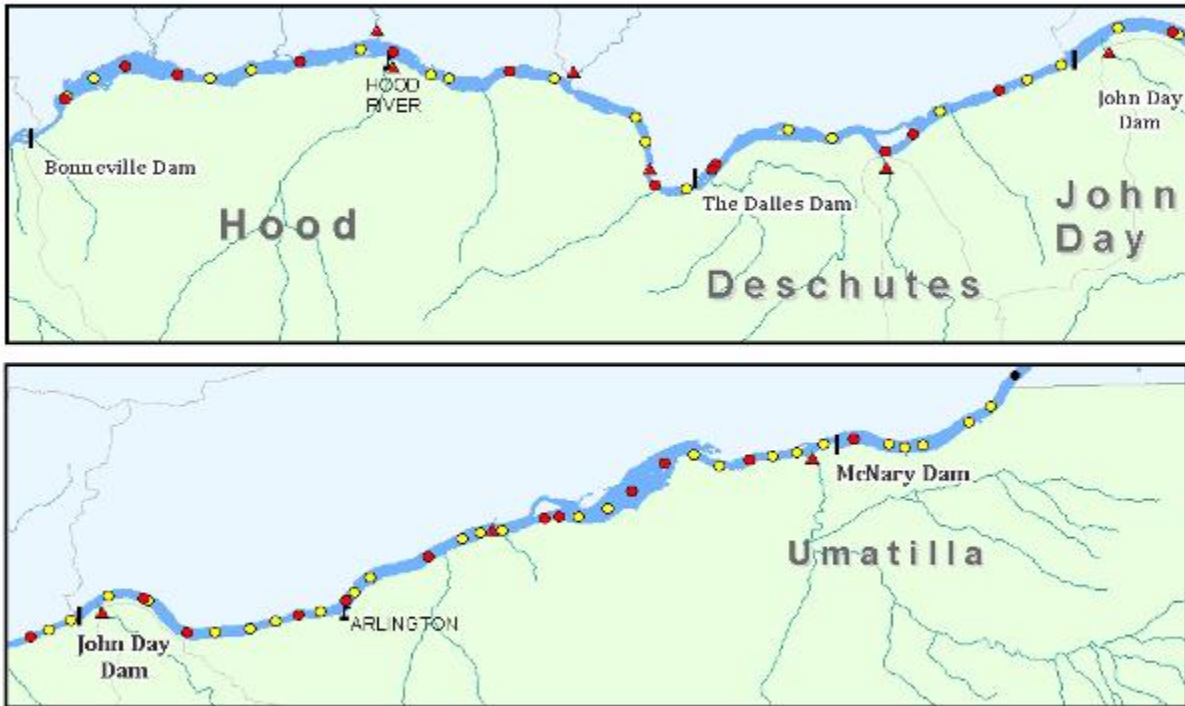 HOOD
RIVER
John Day
Dam
Bonneville Dam
The Dalles Dam
Hood
John
Day
Deschutes
McNary Dam
Umatilla
ARLINGTON
John Day
Dam